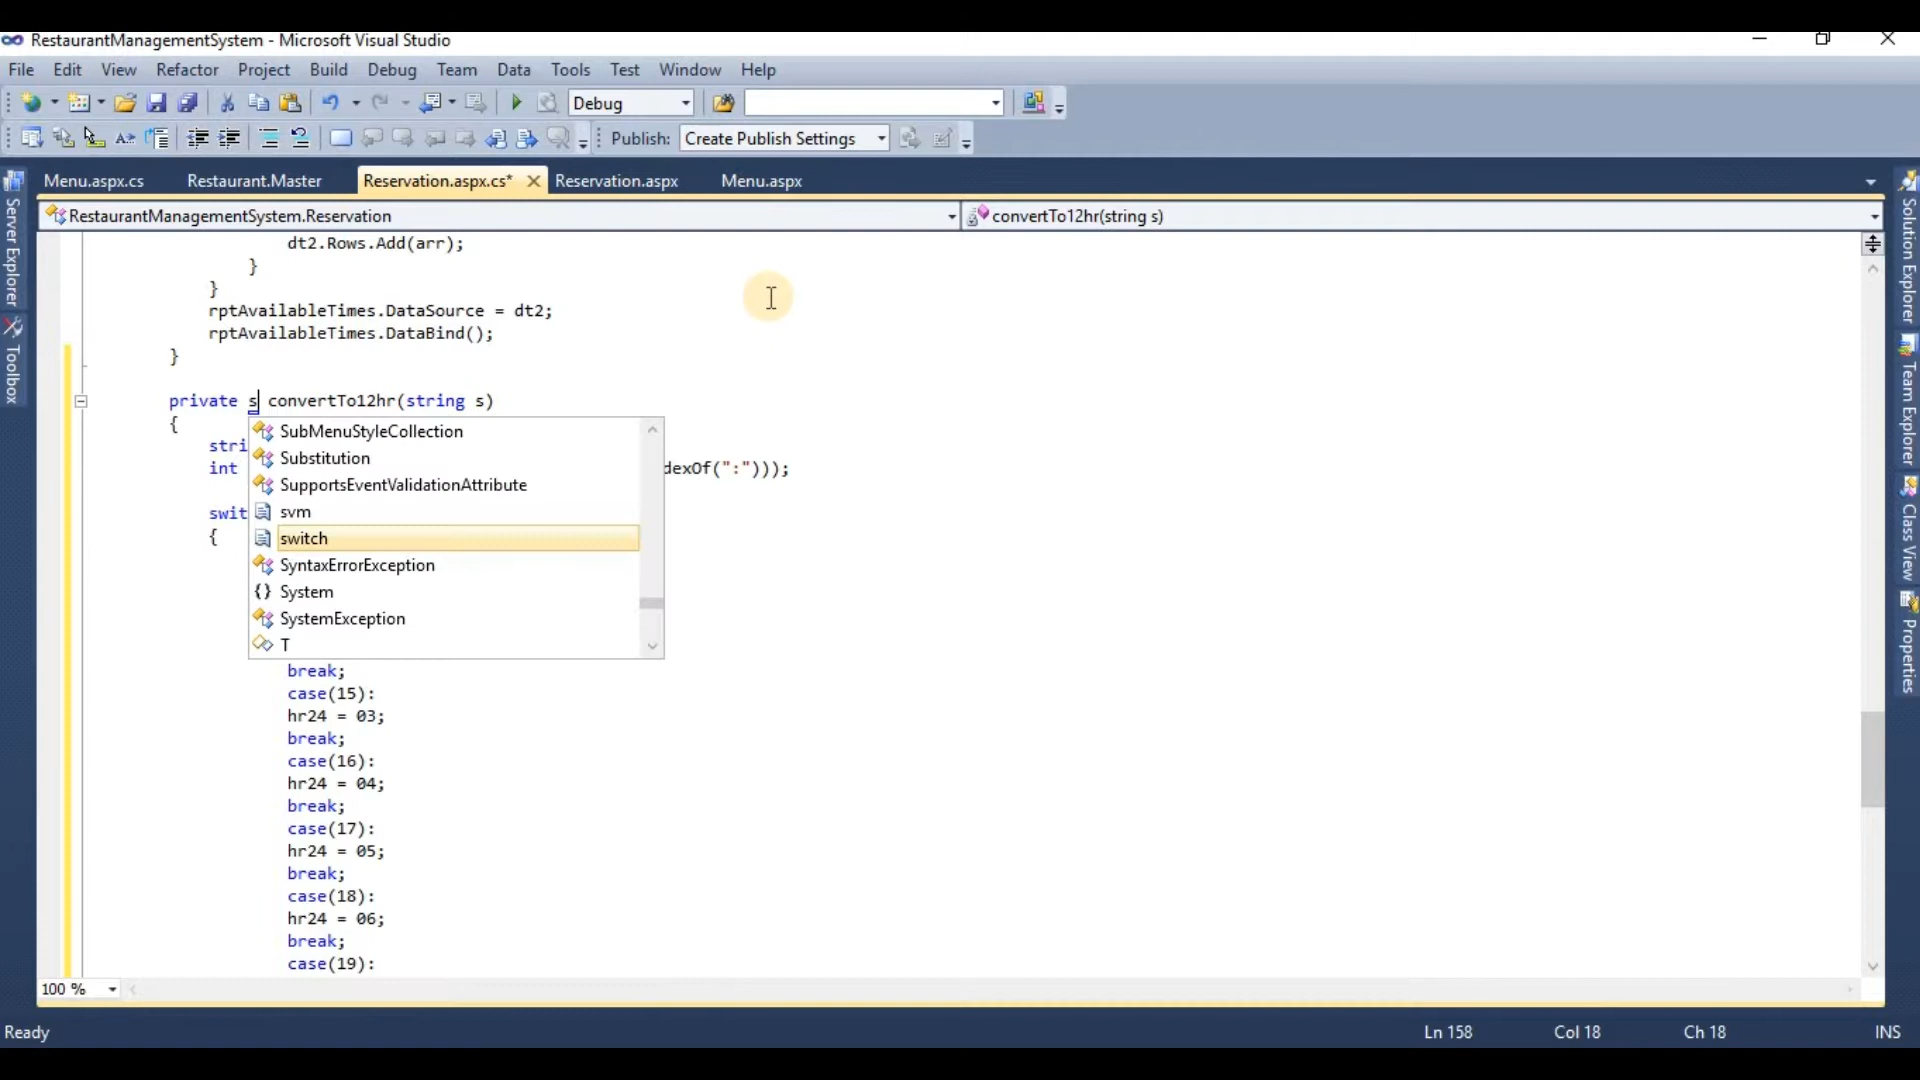 RestaurantManagementSystem - Microsoft Visual Studio
File Edit View Refactor Project Build Debug Team Data Tools Test Window Help
Debug
Publish: Create Publish Settings
Menu.aspx.cs Restaurant.Master Reservation.aspx.cs* Reservation.aspx Menu.aspx
RestaurantManagementSystem.Reservation convertTo12hr(string s)
Server Explorer
Toolbox
Solution Explorer
Team Explorer
Class View
Properties
dt2.Rows.Add(arr);
}
}
rptAvailableTimes.DataSource = dt2;
rptAvailableTimes.DataBind();
}
private s convertTo12hr(string s)
{
stri
int dexOf(":")));
swit
{
SubMenuStyleCollection
Substitution
SupportsEventValidationAttribute
svm
switch
SyntaxErrorException
{} System
SystemException
T
break;
case(15):
hr24 = 03;
break;
case(16):
hr24 = 04;
break;
case(17):
hr24 = 05;
break;
case(18):
hr24 = 06;
break;
case(19):
100 %
Ready Ln 158 Col 18 Ch 18 INS